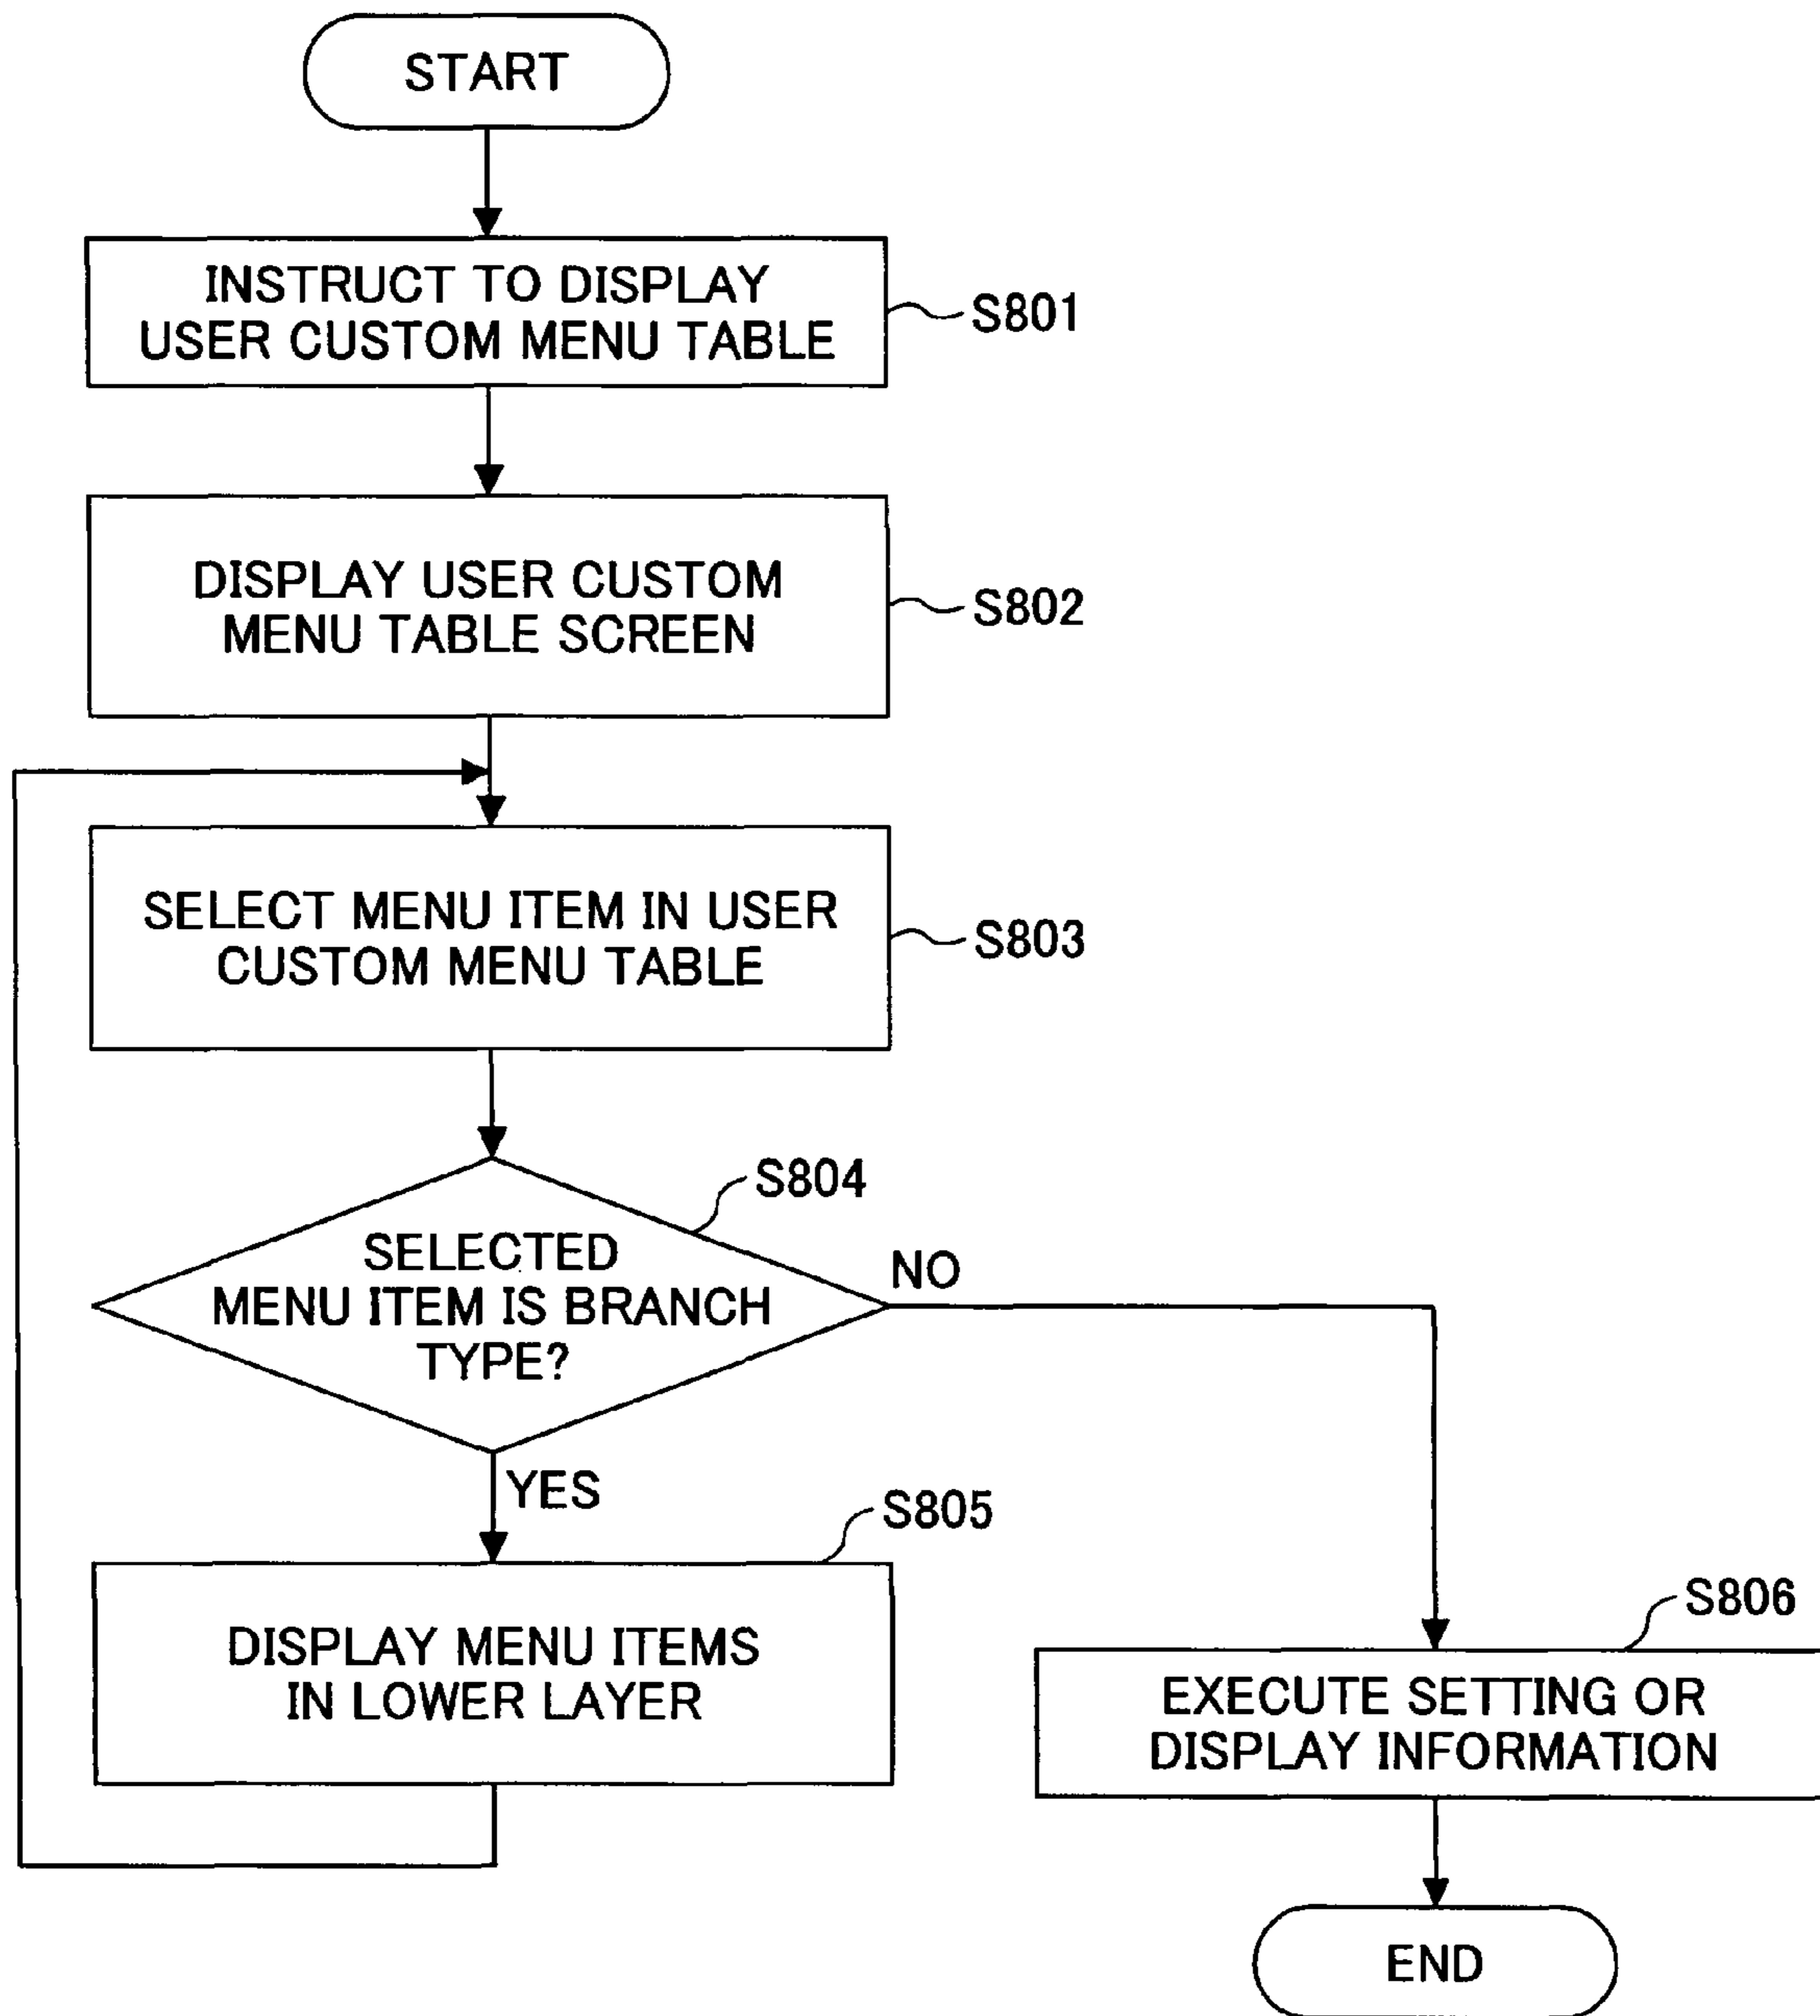 START
INSTRUCT TO DISPLAY
USER CUSTOM MENU TABLE
S801
DISPLAY USER CUSTOM
MENU TABLE SCREEN
S802
SELECT MENU ITEM IN USER
CUSTOM MENU TABLE
S803
S804
SELECTED
MENU ITEM IS BRANCH
TYPE?
NO
YES
S805
DISPLAY MENU ITEMS
IN LOWER LAYER
S806
EXECUTE SETTING OR
DISPLAY INFORMATION
END